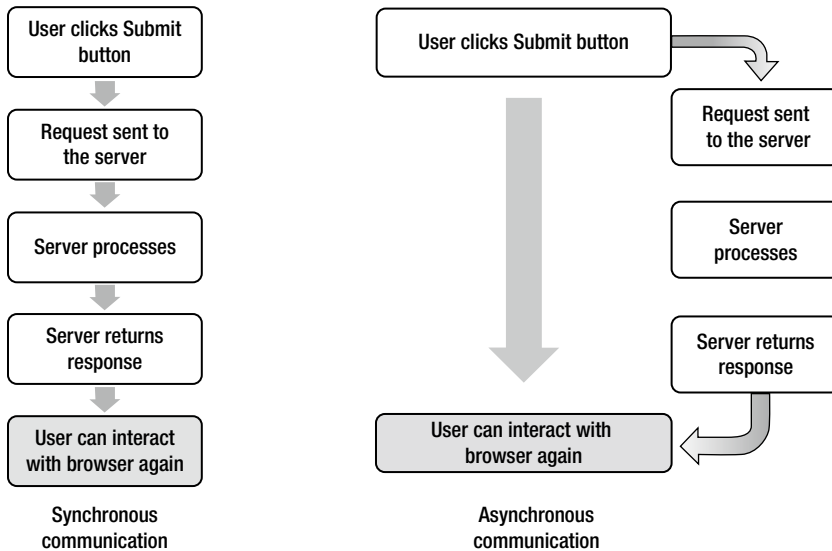 User clicks Submit
button
Request sent to
the server
Server processes
Server returns
response
User can interact
with browser again
Synchronous
communication
User clicks Submit button
Request sent
to the server
Server
processes
Server returns
response
User can interact with
browser again
Asynchronous
communication